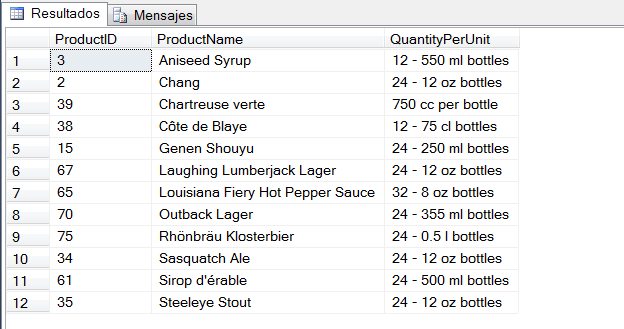 Resultados Mensajes
ProductID ProductName QuantityPerUnit
1 3 Aniseed Syrup 12 - 550 ml bottles
2 2 Chang 24 - 12 oz bottles
3 39 Chartreuse verte 750 cc per bottle
4 38 Côte de Blaye 12 - 75 cl bottles
5 15 Genen Shouyu 24 - 250 ml bottles
6 67 Laughing Lumberjack Lager 24 - 12 oz bottles
7 65 Louisiana Fiery Hot Pepper Sauce 32 - 8 oz bottles
8 70 Outback Lager 24 - 355 ml bottles
9 75 Rhönbräu Klosterbier 24 - 0.5 l bottles
10 34 Sasquatch Ale 24 - 12 oz bottles
11 61 Sirop d'érable 24 - 500 ml bottles
12 35 Steeleye Stout 24 - 12 oz bottles